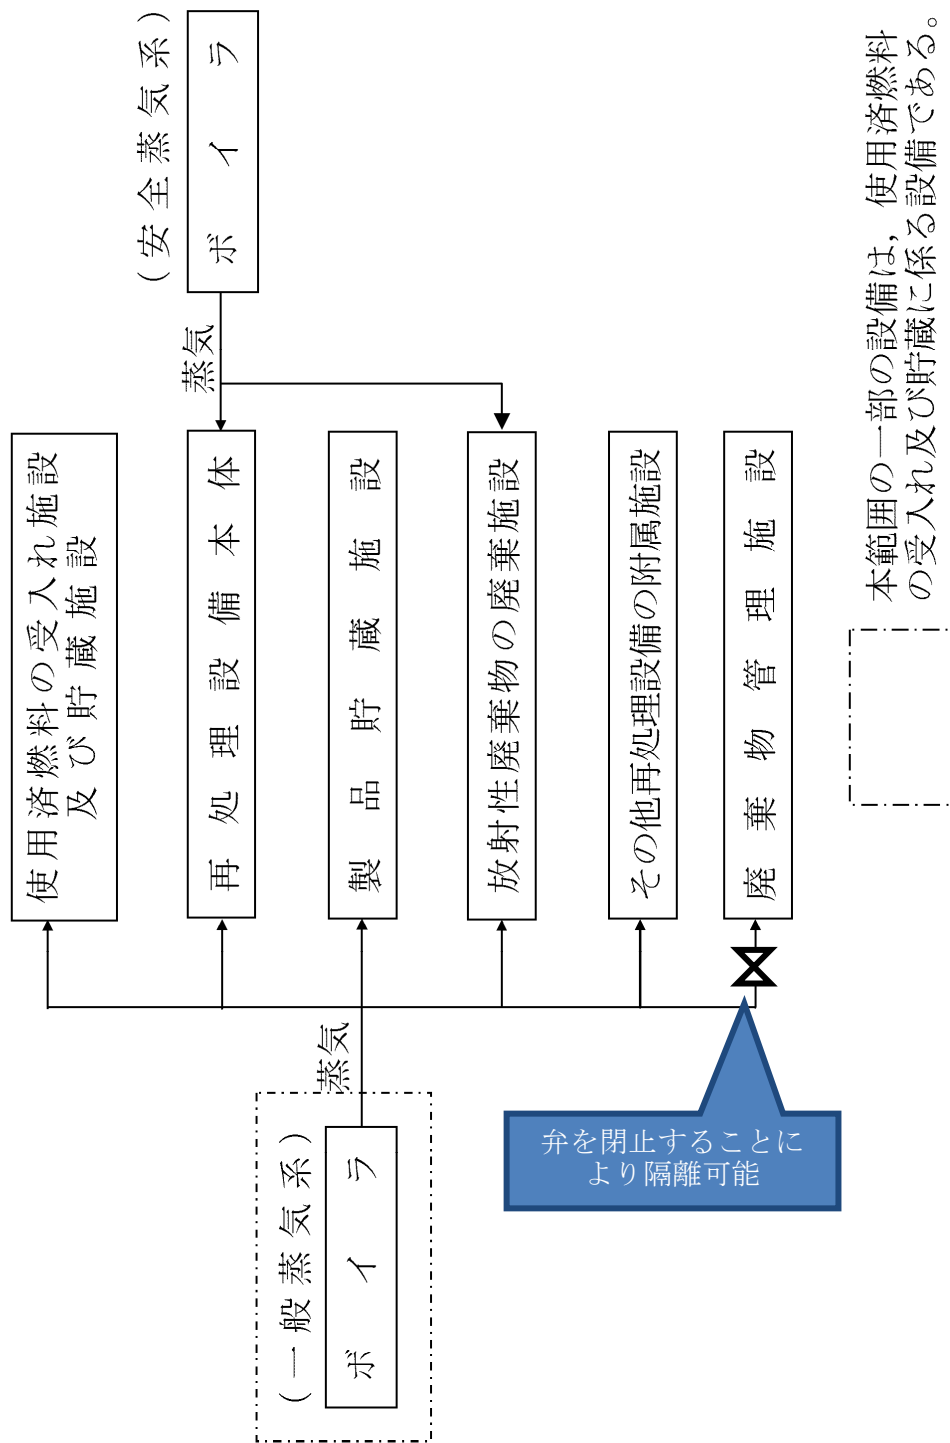 （安全蒸気系）
ボイラ
蒸気
使用済燃料の受入れ施設
及び貯蔵施設
再処理設備本体
製品貯蔵施設
放射性廃棄物の廃棄施設
その他再処理設備の附属施設
廃棄物管理施設
蒸気
（一般蒸気系）
ボイラ
弁を閉止することに
より隔離可能
本範囲の一部の設備は，使用済燃料
の受入れ及び貯蔵に係る設備である。